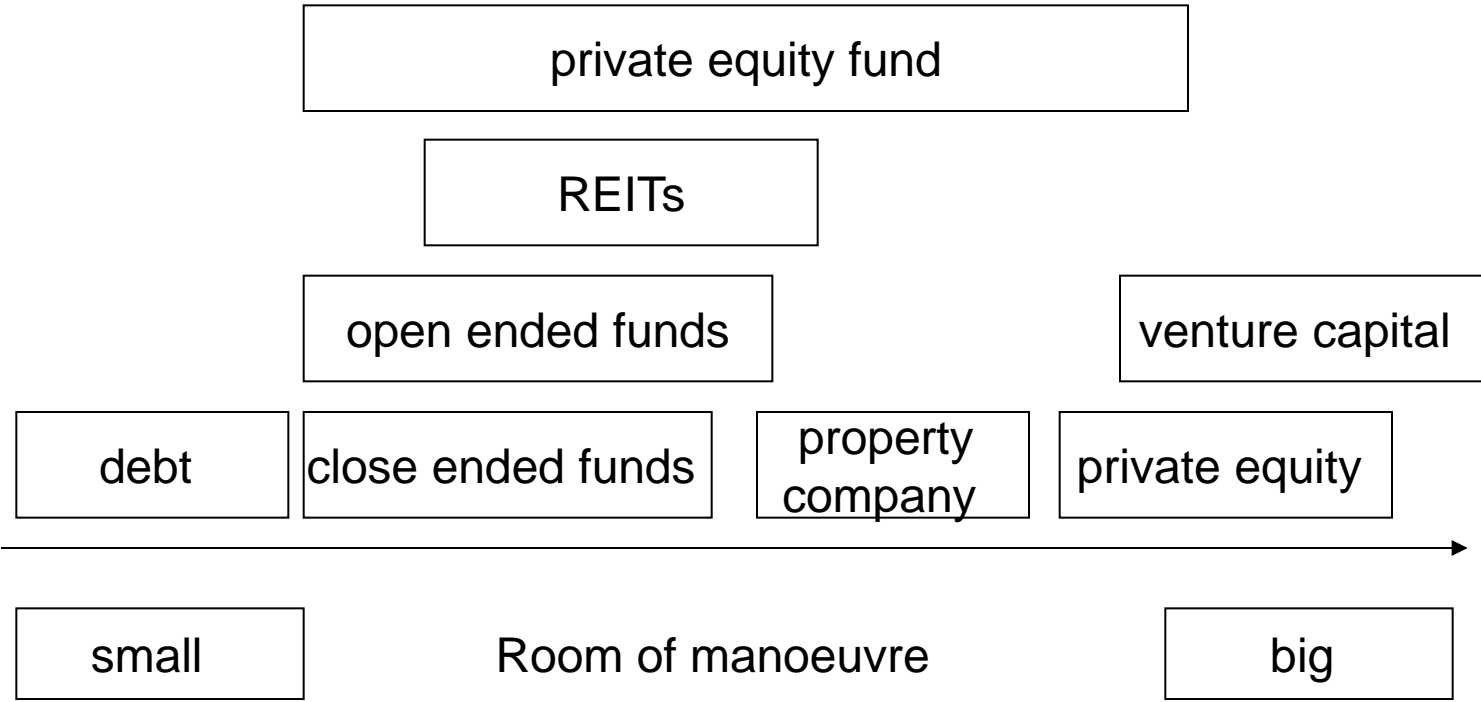 private equity fund
REITs
open ended funds
venture capital
debt
close ended funds
property
company
private equity
small
Room of manoeuvre
big